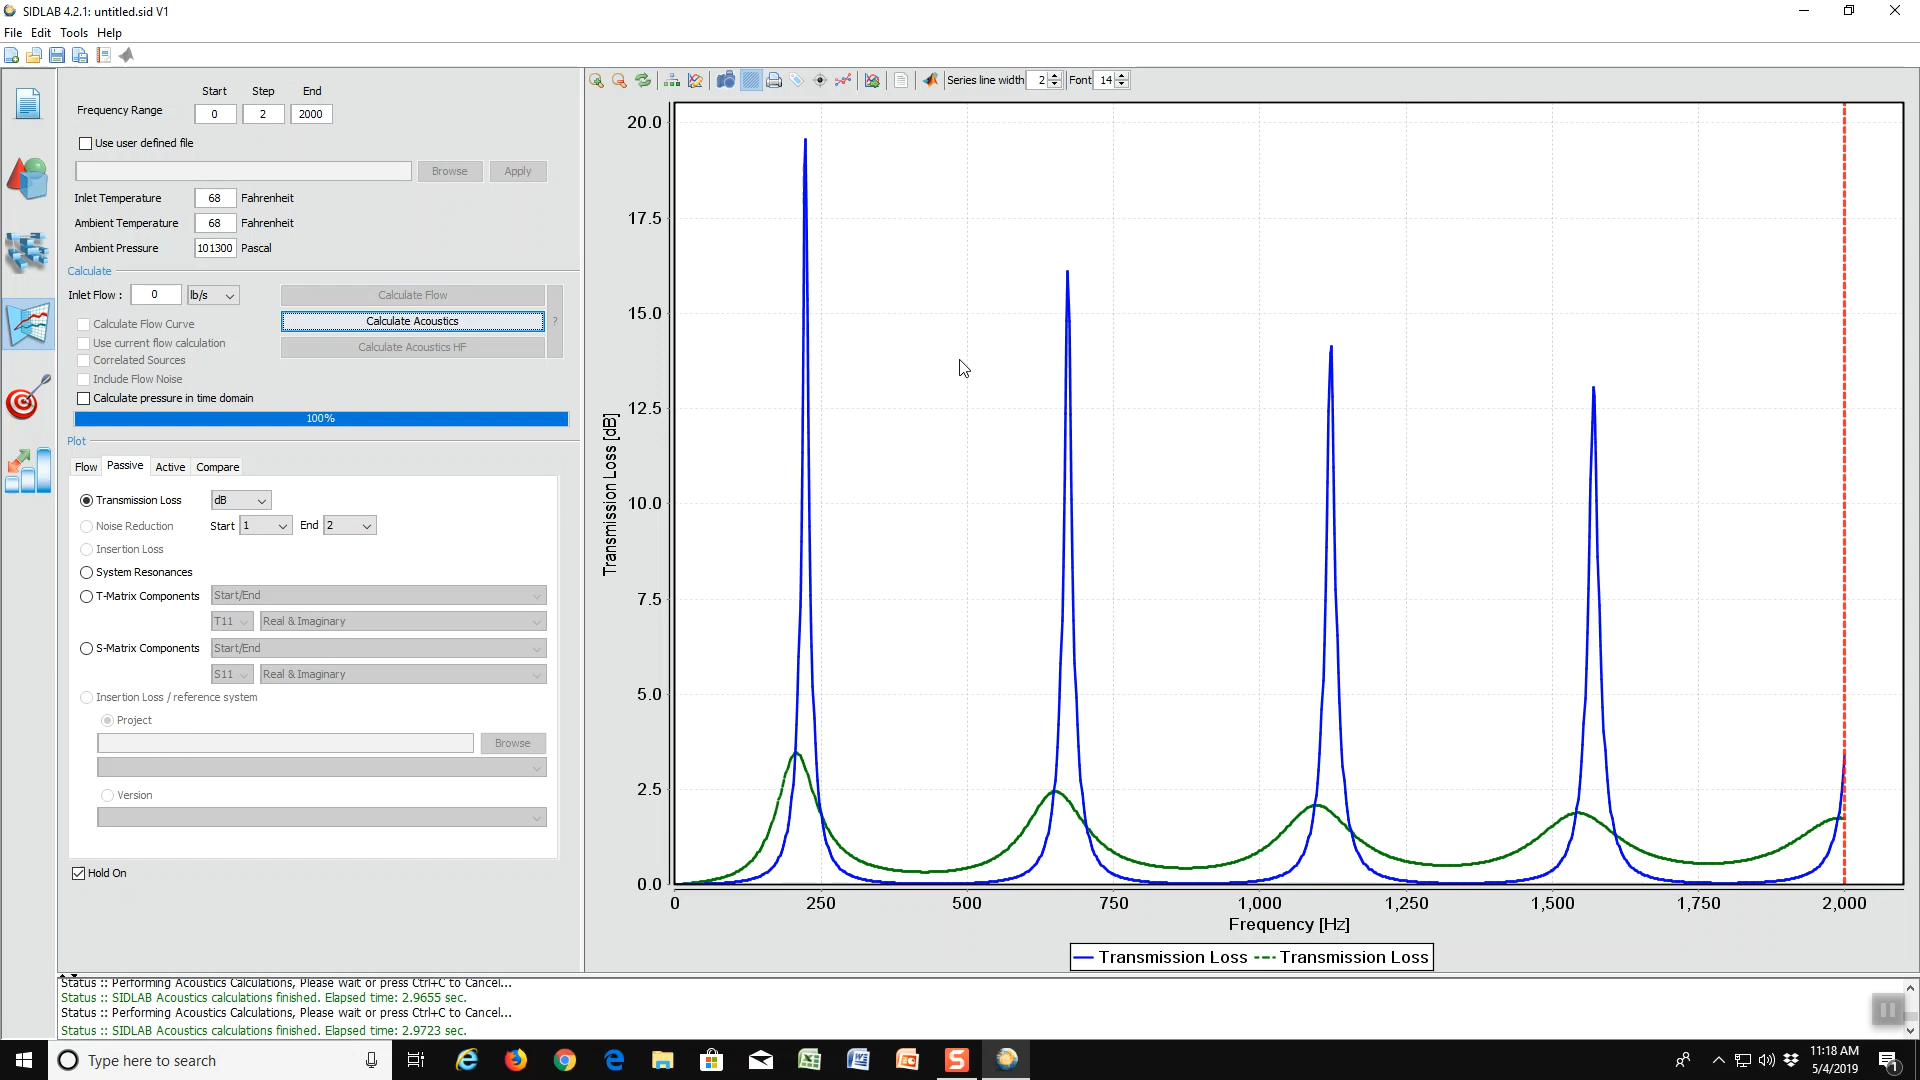 SIDLAB 4.2.1: untitled.sid V1
File Edit Tools Help
Start Step End
Frequency Range 0 2 2000
Use user defined file
Browse Apply
Inlet Temperature 68 Fahrenheit
Ambient Temperature 68 Fahrenheit
Ambient Pressure 101300 Pascal
Calculate
Inlet Flow : 0 lb/s Calculate Flow
Calculate Flow Curve Calculate Acoustics ?
Use current flow calculation Calculate Acoustics HF
Correlated Sources
Include Flow Noise
Calculate pressure in time domain
100%
Plot
Flow Passive Active Compare
Transmission Loss dB
Noise Reduction Start 1 End 2
Insertion Loss
System Resonances
T-Matrix Components Start/End
T11 Real & Imaginary
S-Matrix Components Start/End
S11 Real & Imaginary
Insertion Loss / reference system
Project
Browse
Version
Hold On
Series line width 2 Font 14
20.0
17.5
15.0
12.5
10.0
7.5
5.0
2.5
0.0
Transmission Loss [dB]
0 250 500 750 1,000 1,250 1,500 1,750 2,000
Frequency [Hz]
Transmission Loss Transmission Loss
Status :: Performing Acoustics Calculations, Please wait or press Ctrl+C to Cancel...
Status :: SIDLAB Acoustics calculations finished. Elapsed time: 2.9655 sec.
Status :: Performing Acoustics Calculations, Please wait or press Ctrl+C to Cancel...
Status :: SIDLAB Acoustics calculations finished. Elapsed time: 2.9723 sec.
Type here to search
11:18 AM
5/4/2019
1